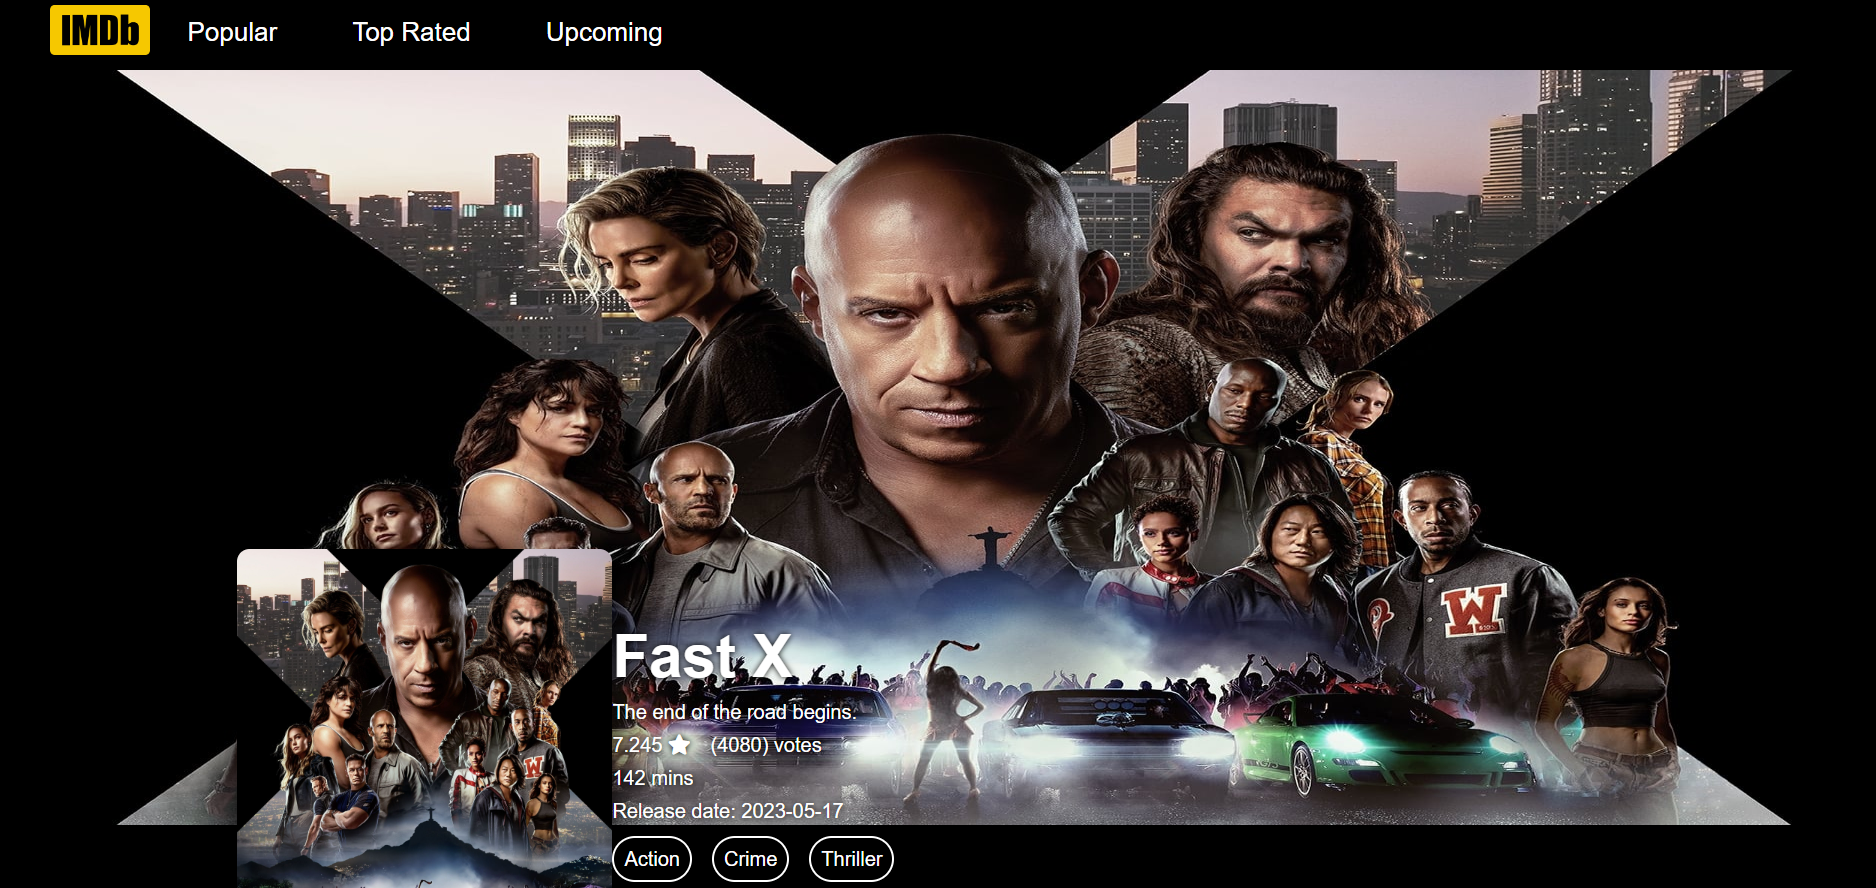 IMDb Popular Top Rated Upcoming
W
Fast X
The end of the road begins.
7.245 (4080) votes
142 mins
Release date: 2023-05-17
Action Crime Thriller
W